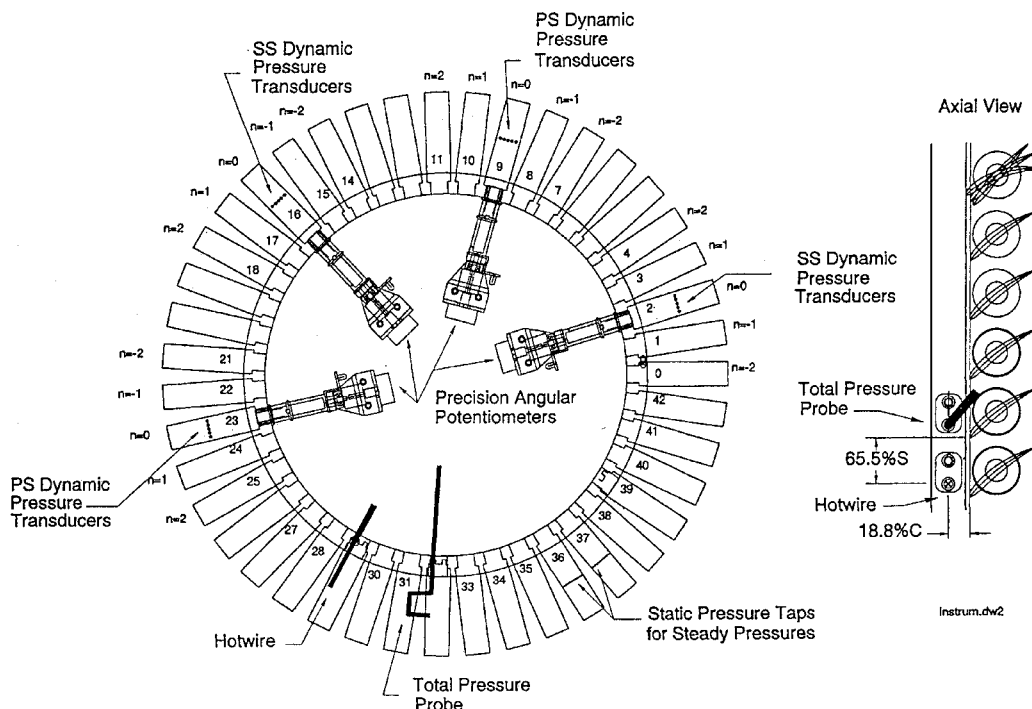 PS Dynamic
Pressure
Transducers
SS Dynamic
Pressure
Transducers
n=2
n=1
n=0
n=-1
n=-2
n=-2
n=-1
n=0
n=1
n=2
n=2
n=1
n=0
n=-1
n=-2
n=-2
n=-1
n=0
n=1
n=2
11
10
9
8
7
4
3
2
1
0
42
41
40
39
38
37
36
35
34
33
31
30
28
27
25
24
23
22
21
18
17
16
15
14
SS Dynamic
Pressure
Transducers
Precision Angular
Potentiometers
PS Dynamic
Pressure
Transducers
Hotwire
Total Pressure
Probe
Static Pressure Taps
for Steady Pressures
Axial View
Total Pressure
Probe
65.5%S
Hotwire
18.8%C
Instrum.dw2